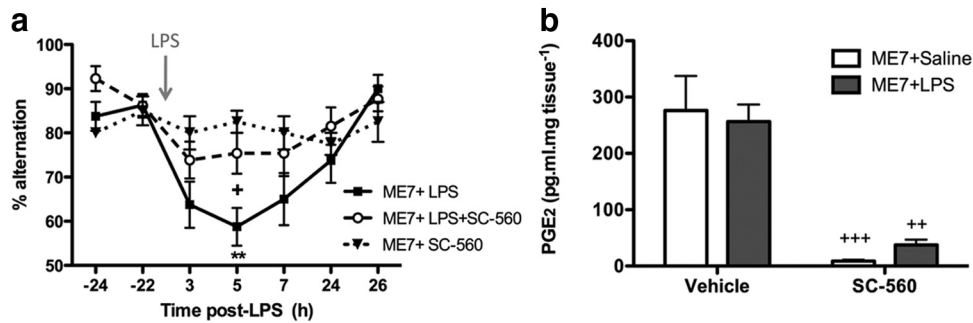 a
LPS
% alternation
100
90
80
70
60
50
+
**
-24 -22 3 5 7 24 26
Time post-LPS (h)
ME7+ LPS
ME7+ LPS+SC-560
ME7+ SC-560
b
PGE2 (pg.ml.mg tissue-1)
400
300
200
100
0
ME7+Saline
ME7+LPS
+++
++
Vehicle SC-560